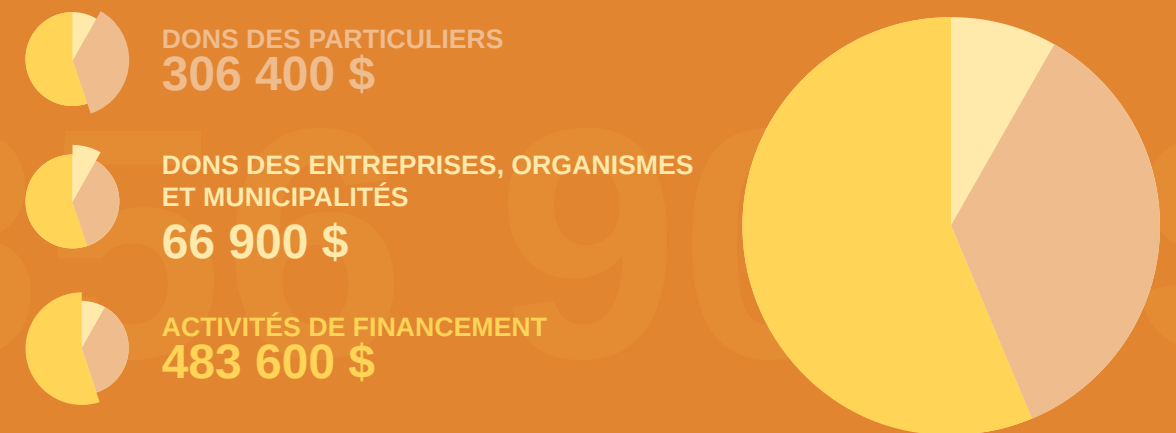 DONS DES PARTICULIERS
306 400 $
DONS DES ENTREPRISES, ORGANISMES
ET MUNICIPALITÉS
66 900 $
ACTIVITÉS DE FINANCEMENT
483 600 $